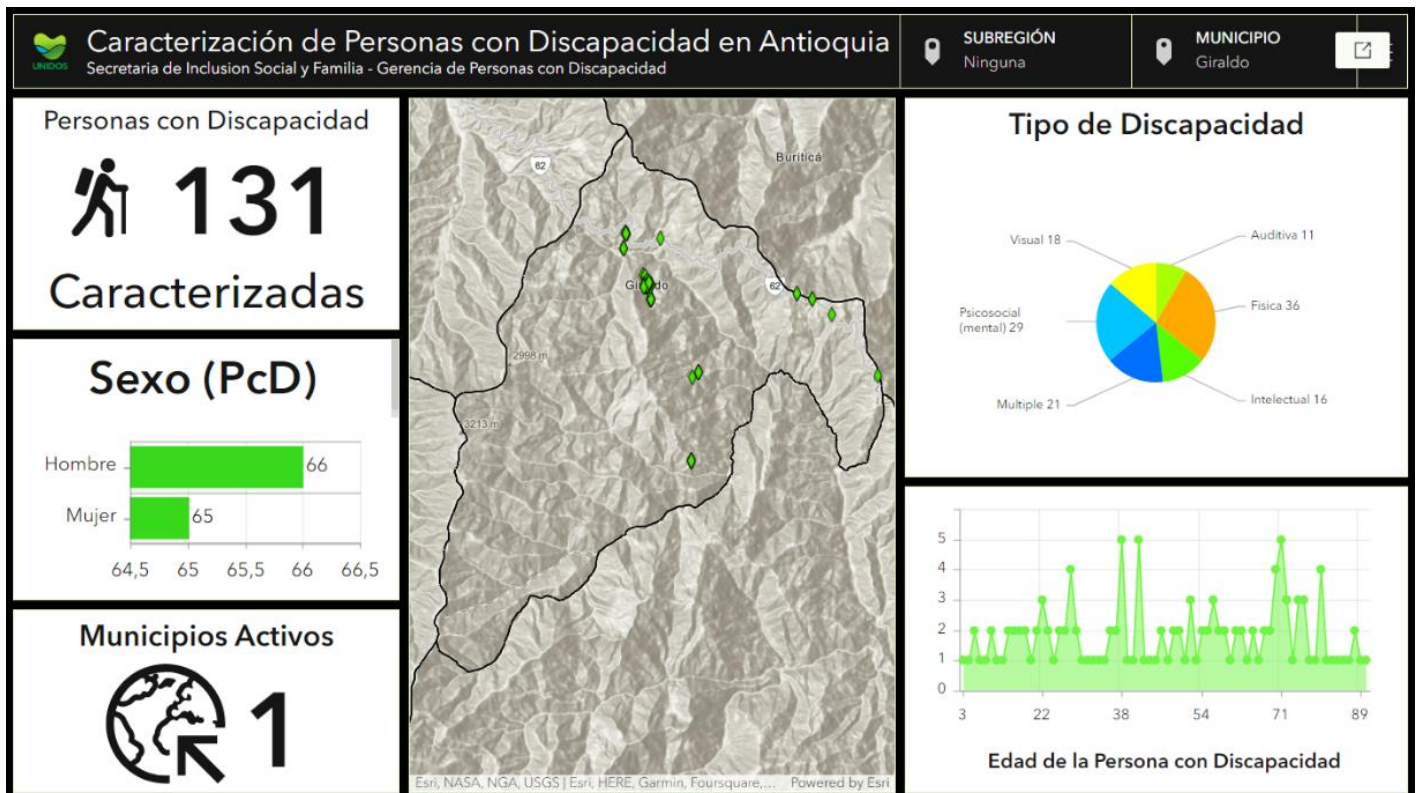 UNIDOS
Caracterización de Personas con Discapacidad en Antioquia
Secretaria de Inclusion Social y Familia - Gerencia de Personas con Discapacidad
SUBREGIÓN
Ninguna
MUNICIPIO
Giraldo
Personas con Discapacidad
131
Caracterizadas
Sexo (PcD)
Hombre 66
Mujer 65
64,5 65 65,5 66 66,5
Municipios Activos
1
62
Buriticá
62
2998 m
3213 m
Esri, NASA, NGA, USGS | Esri, HERE, Garmin, Foursquare,... Powered by Esri
Tipo de Discapacidad
Visual 18
Auditiva 11
Psicosocial
(mental) 29
Fisica 36
Multiple 21
Intelectual 16
5
4
3
2
1
0
3 22 38 54 71 89
Edad de la Persona con Discapacidad